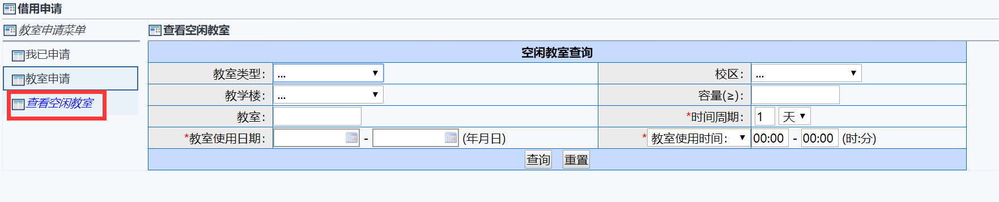 借用申请
教室申请菜单
我已申请
教室申请
查看空闲教室
查看空闲教室
空闲教室查询
教室类型: ... 校区: ...
教学楼: ... 容量(≥):
教室: *时间周期: 1 天
*教室使用日期: - (年月日) *教室使用时间: 00:00 - 00:00 (时:分)
查询 重置